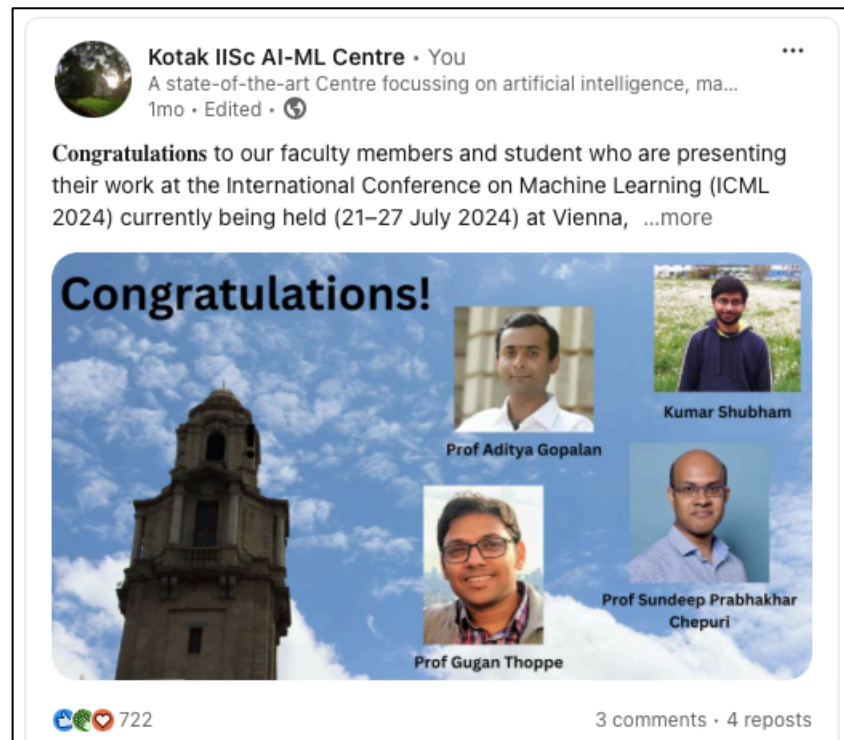 Kotak IISc AI-ML Centre • You
A state-of-the-art Centre focussing on artificial intelligence, ma...
1mo • Edited •
Congratulations to our faculty members and student who are presenting
their work at the International Conference on Machine Learning (ICML
2024) currently being held (21–27 July 2024) at Vienna, ...more
Congratulations!
Prof Aditya Gopalan
Kumar Shubham
Prof Gugan Thoppe
Prof Sundeep Prabhakhar
Chepuri
722
3 comments • 4 reposts